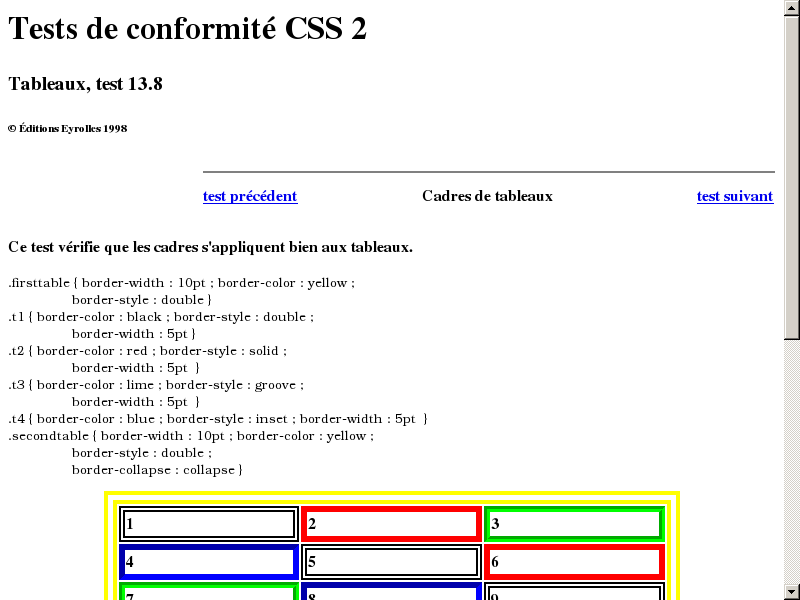 Tests de conformité CSS 2
Tableaux, test 13.8
© Éditions Eyrolles 1998
test précédent Cadres de tableaux test suivant
Ce test vérifie que les cadres s'appliquent bien aux tableaux.
.firsttable { border-width : 10pt ; border-color : yellow ;
border-style : double }
.t1 { border-color : black ; border-style : double ;
border-width : 5pt }
.t2 { border-color : red ; border-style : solid ;
border-width : 5pt  }
.t3 { border-color : lime ; border-style : groove ;
border-width : 5pt  }
.t4 { border-color : blue ; border-style : inset ; border-width : 5pt  }
.secondtable { border-width : 10pt ; border-color : yellow ;
border-style : double ;
border-collapse : collapse }
1 2 3
4 5 6
7 8 9